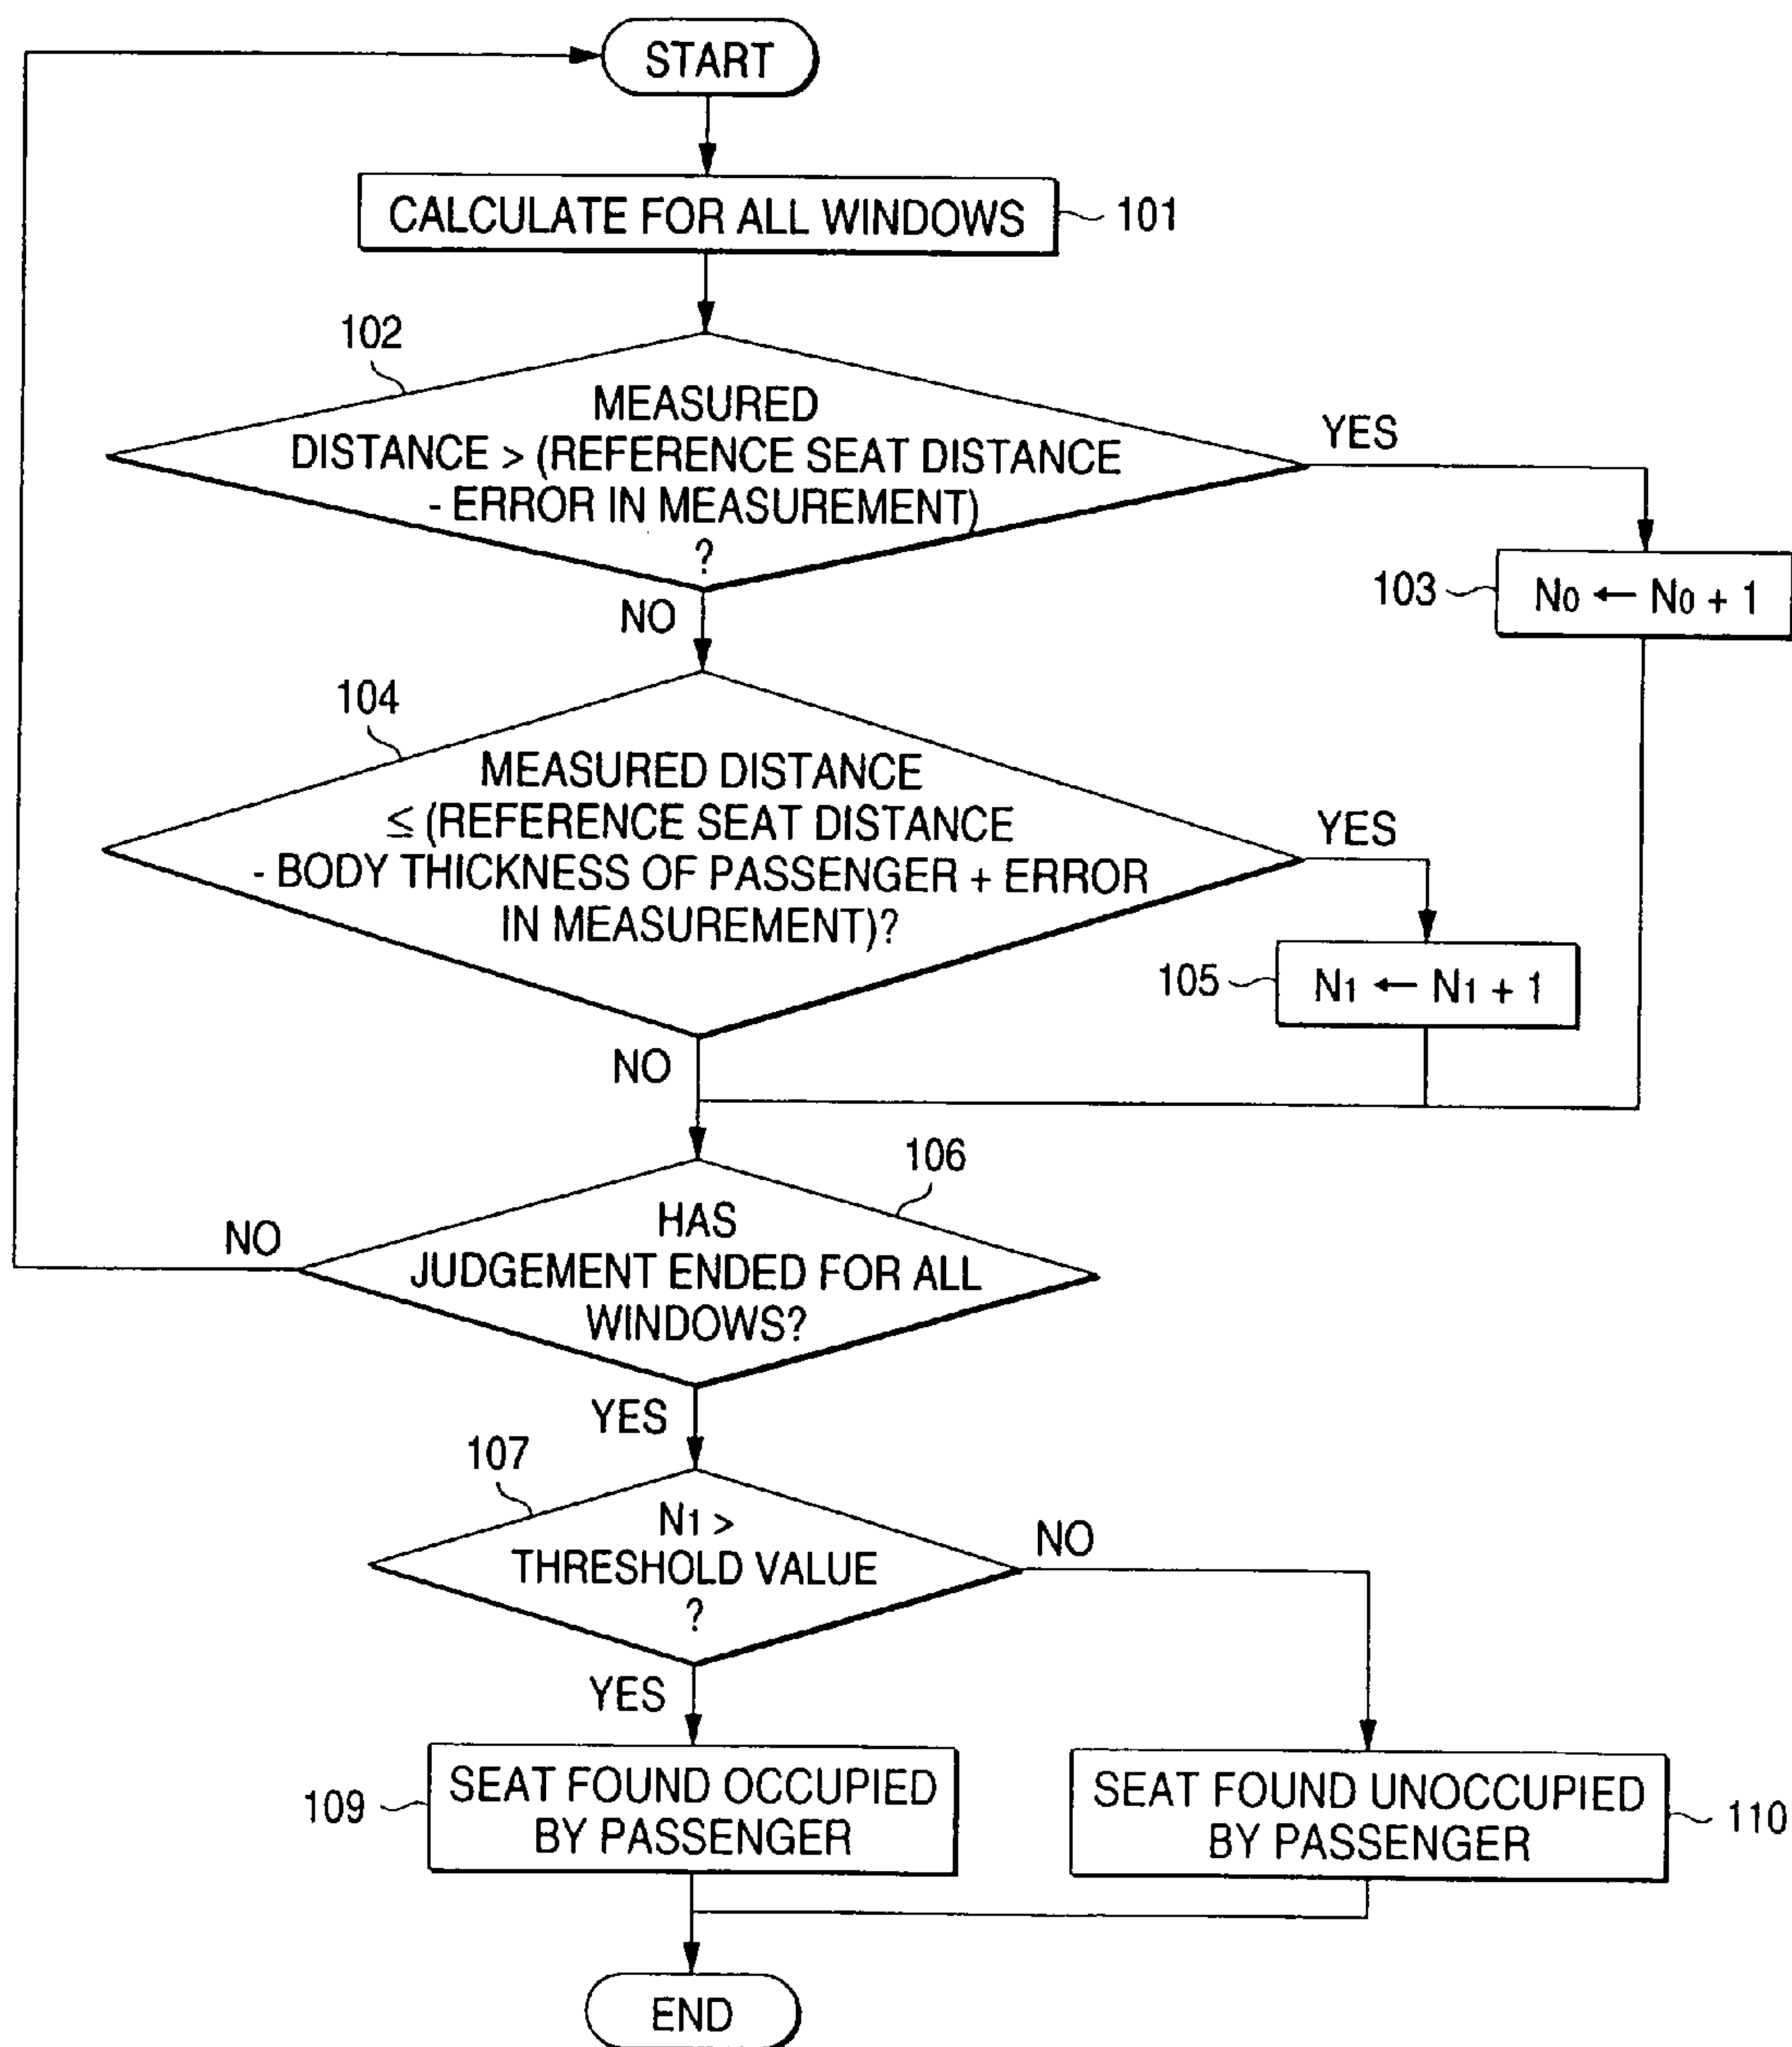 START
CALCULATE FOR ALL WINDOWS
101
102
MEASURED
DISTANCE > (REFERENCE SEAT DISTANCE
- ERROR IN MEASUREMENT)
?
YES
NO
103
N0 ← N0 + 1
104
MEASURED DISTANCE
≤ (REFERENCE SEAT DISTANCE
- BODY THICKNESS OF PASSENGER + ERROR
IN MEASUREMENT)?
YES
105
N1 ← N1 + 1
NO
106
HAS
JUDGEMENT ENDED FOR ALL
WINDOWS?
NO
YES
107
N1 >
THRESHOLD VALUE
?
NO
YES
109
SEAT FOUND OCCUPIED
BY PASSENGER
SEAT FOUND UNOCCUPIED
BY PASSENGER
110
END